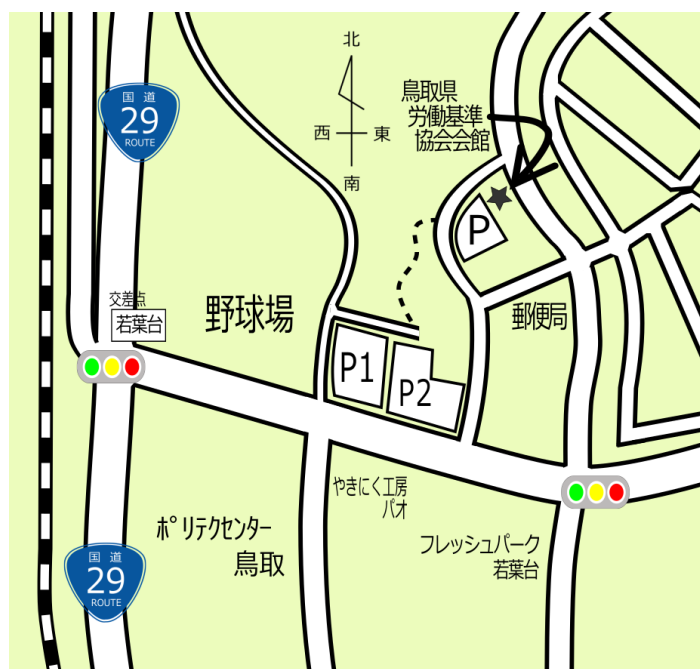 北
西
東
南
鳥取県
労働基準
協会会館
国道
29
ROUTE
P
交差点
若葉台
野球場
郵便局
P1
P2
やきにく工房
パオ
ポリテクセンター
鳥取
フレッシュパーク
若葉台
国道
29
ROUTE